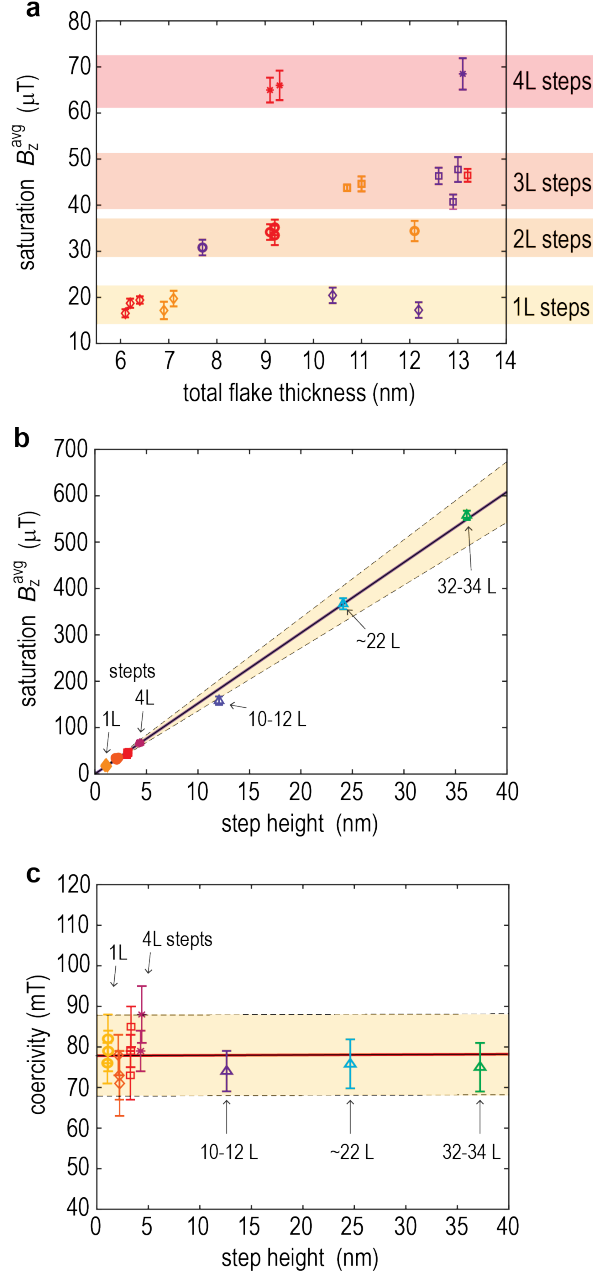 a
80
70
60
50
40
30
20
10
saturation B_z^avg (μT)
4L steps
3L steps
2L steps
1L steps
6 7 8 9 10 11 12 13 14
total flake thickness (nm)
b
700
600
500
400
300
200
100
0
saturation B_z^avg (μT)
stepts
1L
4L
10-12 L
~22 L
32-34 L
0 5 10 15 20 25 30 35 40
step height (nm)
c
120
110
100
90
80
70
60
50
40
coercivity (mT)
1L
4L stepts
10-12 L
~22 L
32-34 L
0 5 10 15 20 25 30 35 40
step height (nm)